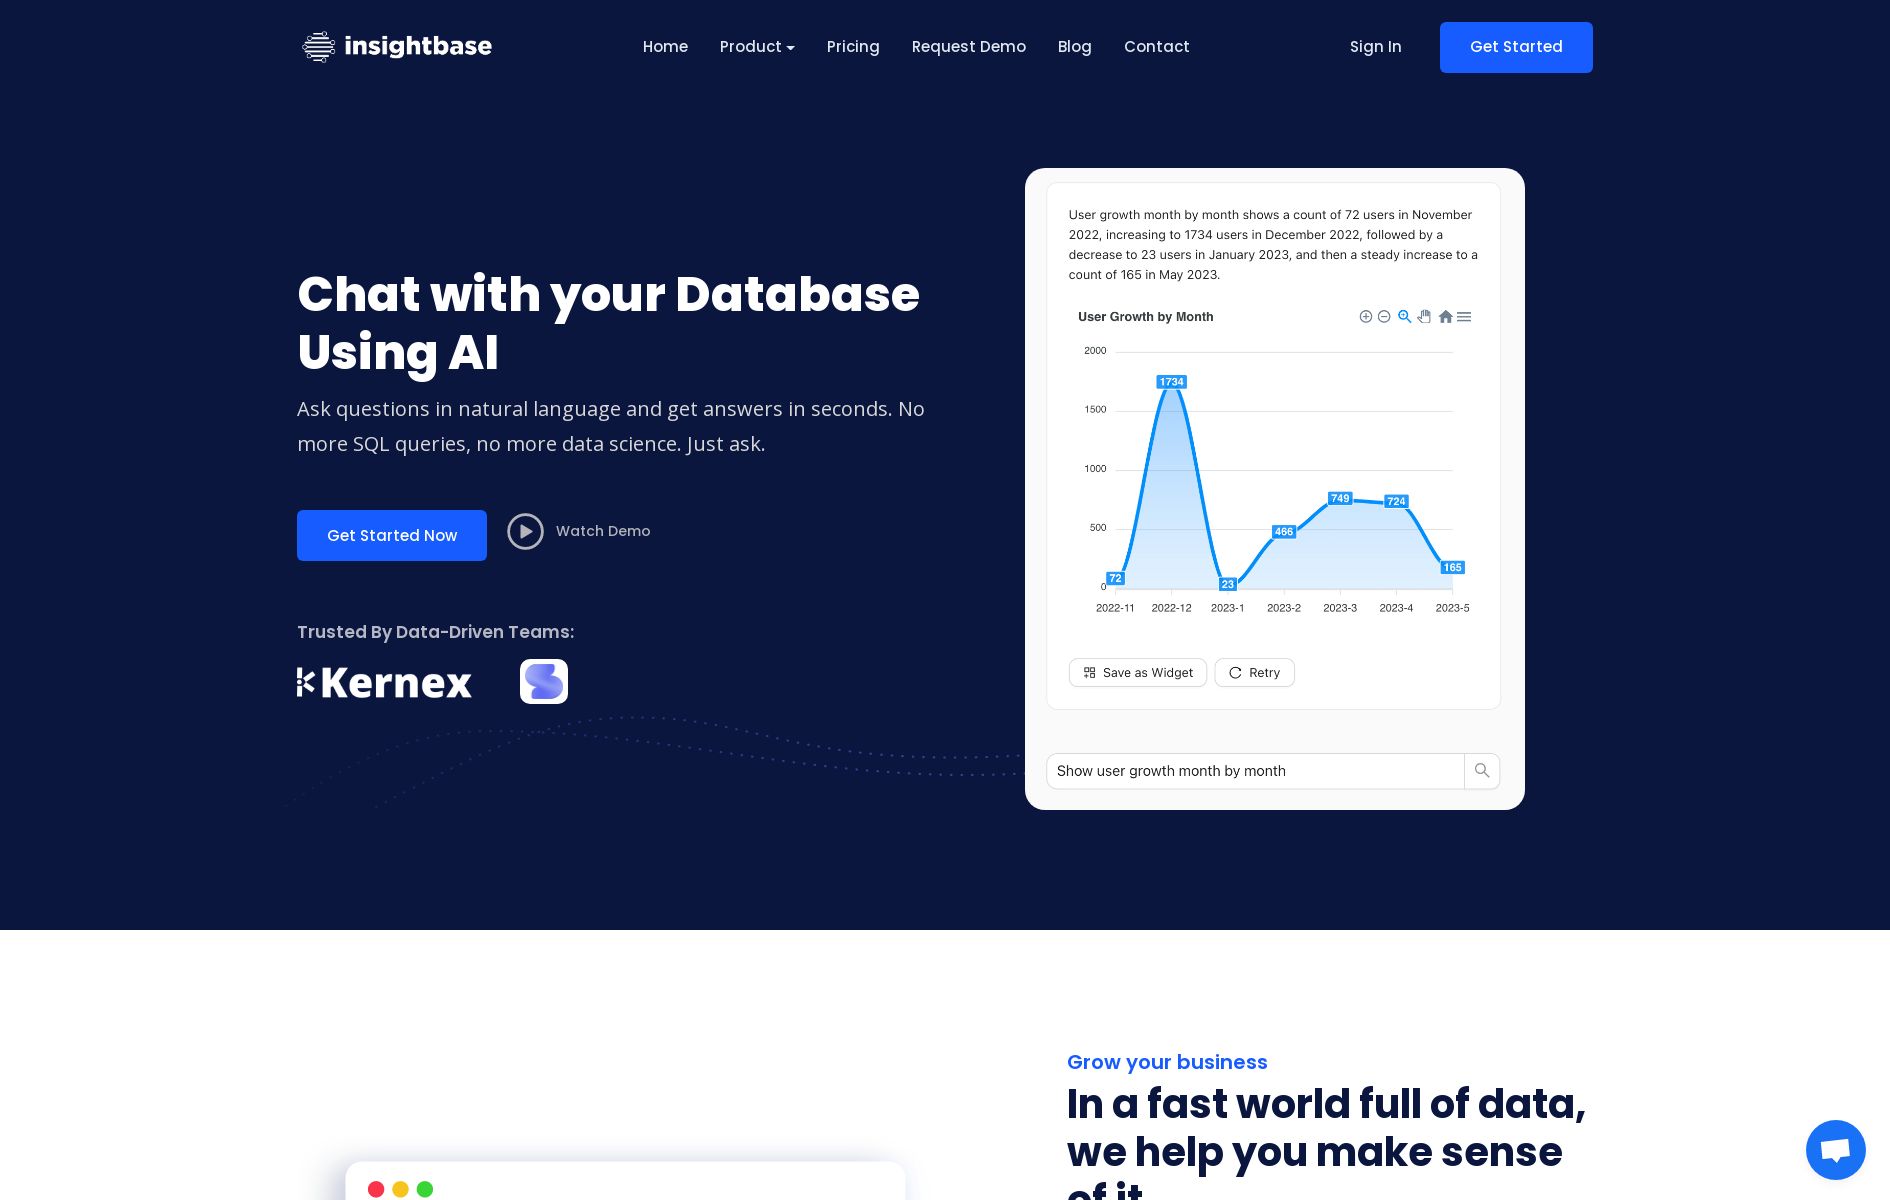 insightbase
Home
Product
Pricing
Request Demo
Blog
Contact
Sign In
Get Started
Chat with your Database
Using AI
Ask questions in natural language and get answers in seconds. No
more SQL queries, no more data science. Just ask.
Get Started Now
Watch Demo
Trusted By Data-Driven Teams:
Kernex
User growth month by month shows a count of 72 users in November
2022, increasing to 1734 users in December 2022, followed by a
decrease to 23 users in January 2023, and then a steady increase to a
count of 165 in May 2023.
User Growth by Month
2000
1500
1000
500
0
72
1734
23
466
749
724
165
2022-11
2022-12
2023-1
2023-2
2023-3
2023-4
2023-5
Save as Widget
Retry
Show user growth month by month
Grow your business
In a fast world full of data,
we help you make sense
of it